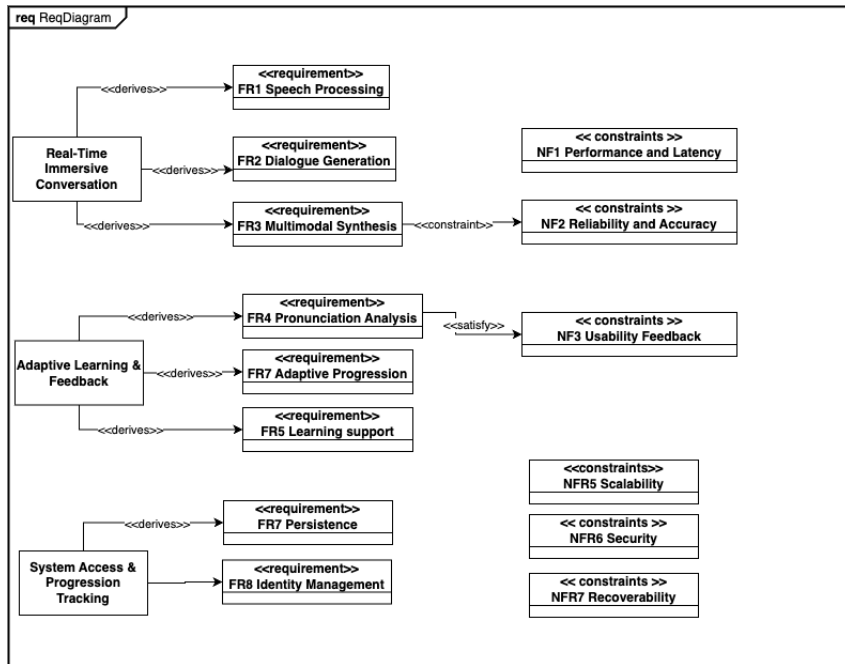 req ReqDiagram
<<requirement>>
FR1 Speech Processing
<<derives>>
<<requirement>>
FR2 Dialogue Generation
<< constraints >>
NF1 Performance and Latency
Real-Time
Immersive
Conversation
<<derives>>
<<requirement>>
FR3 Multimodal Synthesis
<<derives>>
<<constraint>>
<< constraints >>
NF2 Reliability and Accuracy
<<requirement>>
FR4 Pronunciation Analysis
<<derives>>
<<satisfy>>
<< constraints >>
NF3 Usability Feedback
Adaptive Learning &
Feedback
<<derives>>
<<requirement>>
FR7 Adaptive Progression
<<requirement>>
FR5 Learning support
<<derives>>
<<constraints>>
NFR5 Scalability
<<requirement>>
FR7 Persistence
<<derives>>
<< constraints >>
NFR6 Security
System Access &
Progression
Tracking
<<requirement>>
FR8 Identity Management
<< constraints >>
NFR7 Recoverability